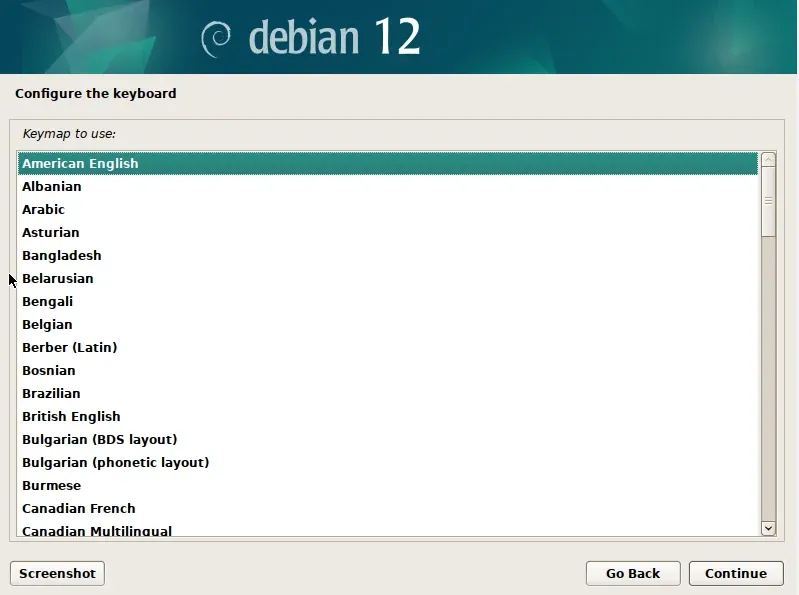 debian 12
Configure the keyboard
Keymap to use:
American English
Albanian
Arabic
Asturian
Bangladesh
Belarusian
Bengali
Belgian
Berber (Latin)
Bosnian
Brazilian
British English
Bulgarian (BDS layout)
Bulgarian (phonetic layout)
Burmese
Canadian French
Canadian Multilingual
Screenshot
Go Back
Continue